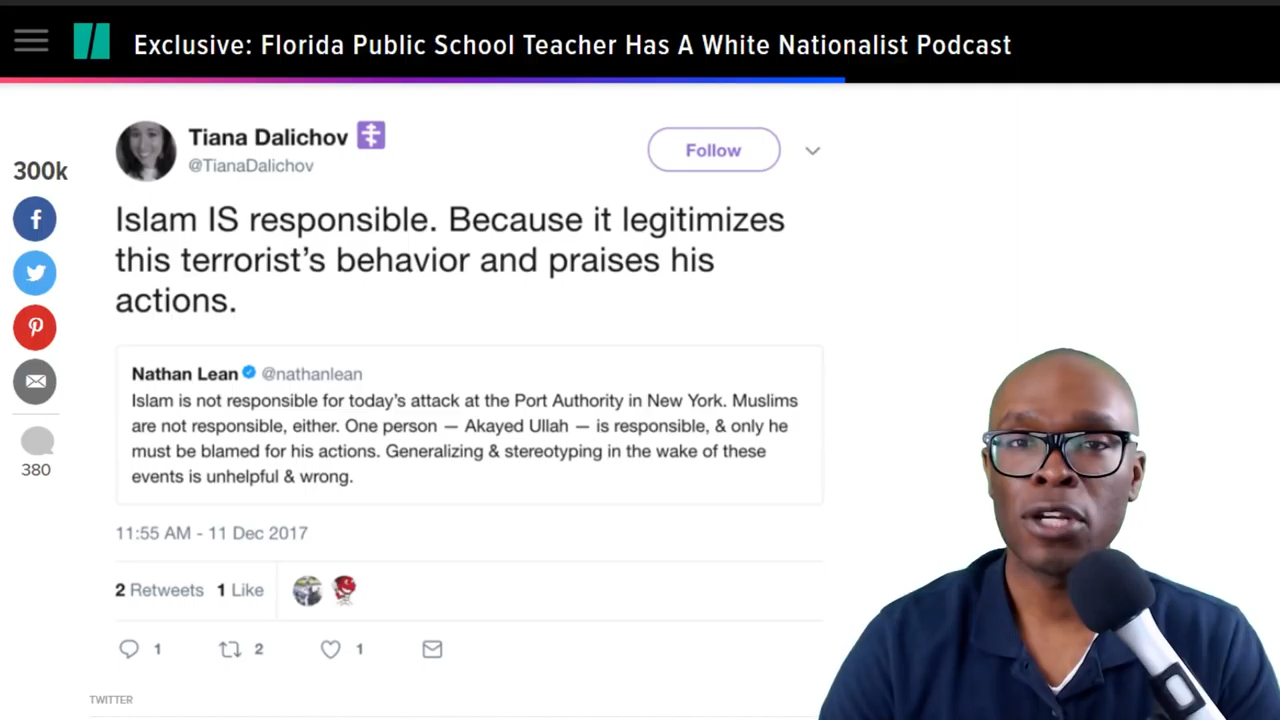 Exclusive: Florida Public School Teacher Has A White Nationalist Podcast
Tiana Dalichov
@TianaDalichov
Follow
300k
Islam IS responsible. Because it legitimizes
this terrorist’s behavior and praises his
actions.
Nathan Lean @nathanlean
Islam is not responsible for today’s attack at the Port Authority in New York. Muslims
are not responsible, either. One person — Akayed Ullah — is responsible, & only he
must be blamed for his actions. Generalizing & stereotyping in the wake of these
events is unhelpful & wrong.
380
11:55 AM - 11 Dec 2017
2 Retweets 1 Like
1 2 1
TWITTER